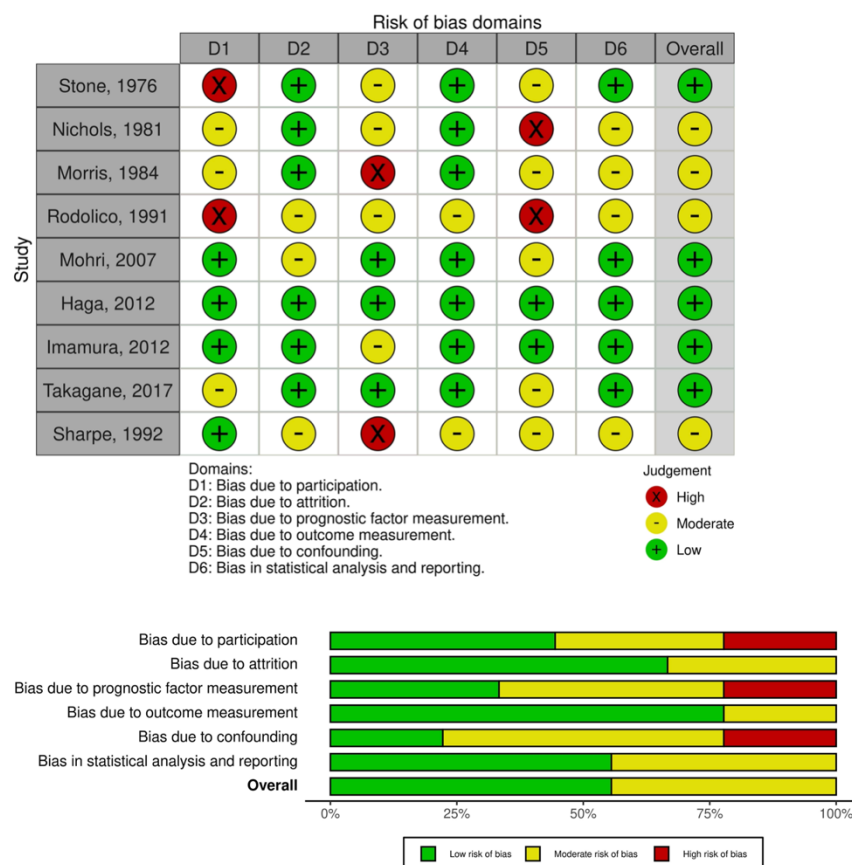 Risk of bias domains
D1 D2 D3 D4 D5 D6 Overall
Study
Stone, 1976 X + - + - + +
Nichols, 1981 - + - + X - -
Morris, 1984 - + X + - - -
Rodolico, 1991 X - - - X - -
Mohri, 2007 + - + + - + +
Haga, 2012 + + + + + + +
Imamura, 2012 + + - + + + +
Takagane, 2017 - + + + - + +
Sharpe, 1992 + - X - - - -
Domains:
D1: Bias due to participation.
D2: Bias due to attrition.
D3: Bias due to prognostic factor measurement.
D4: Bias due to outcome measurement.
D5: Bias due to confounding.
D6: Bias in statistical analysis and reporting.
Judgement
X High
- Moderate
+ Low
Bias due to participation
Bias due to attrition
Bias due to prognostic factor measurement
Bias due to outcome measurement
Bias due to confounding
Bias in statistical analysis and reporting
Overall
0% 25% 50% 75% 100%
Low risk of bias Moderate risk of bias High risk of bias